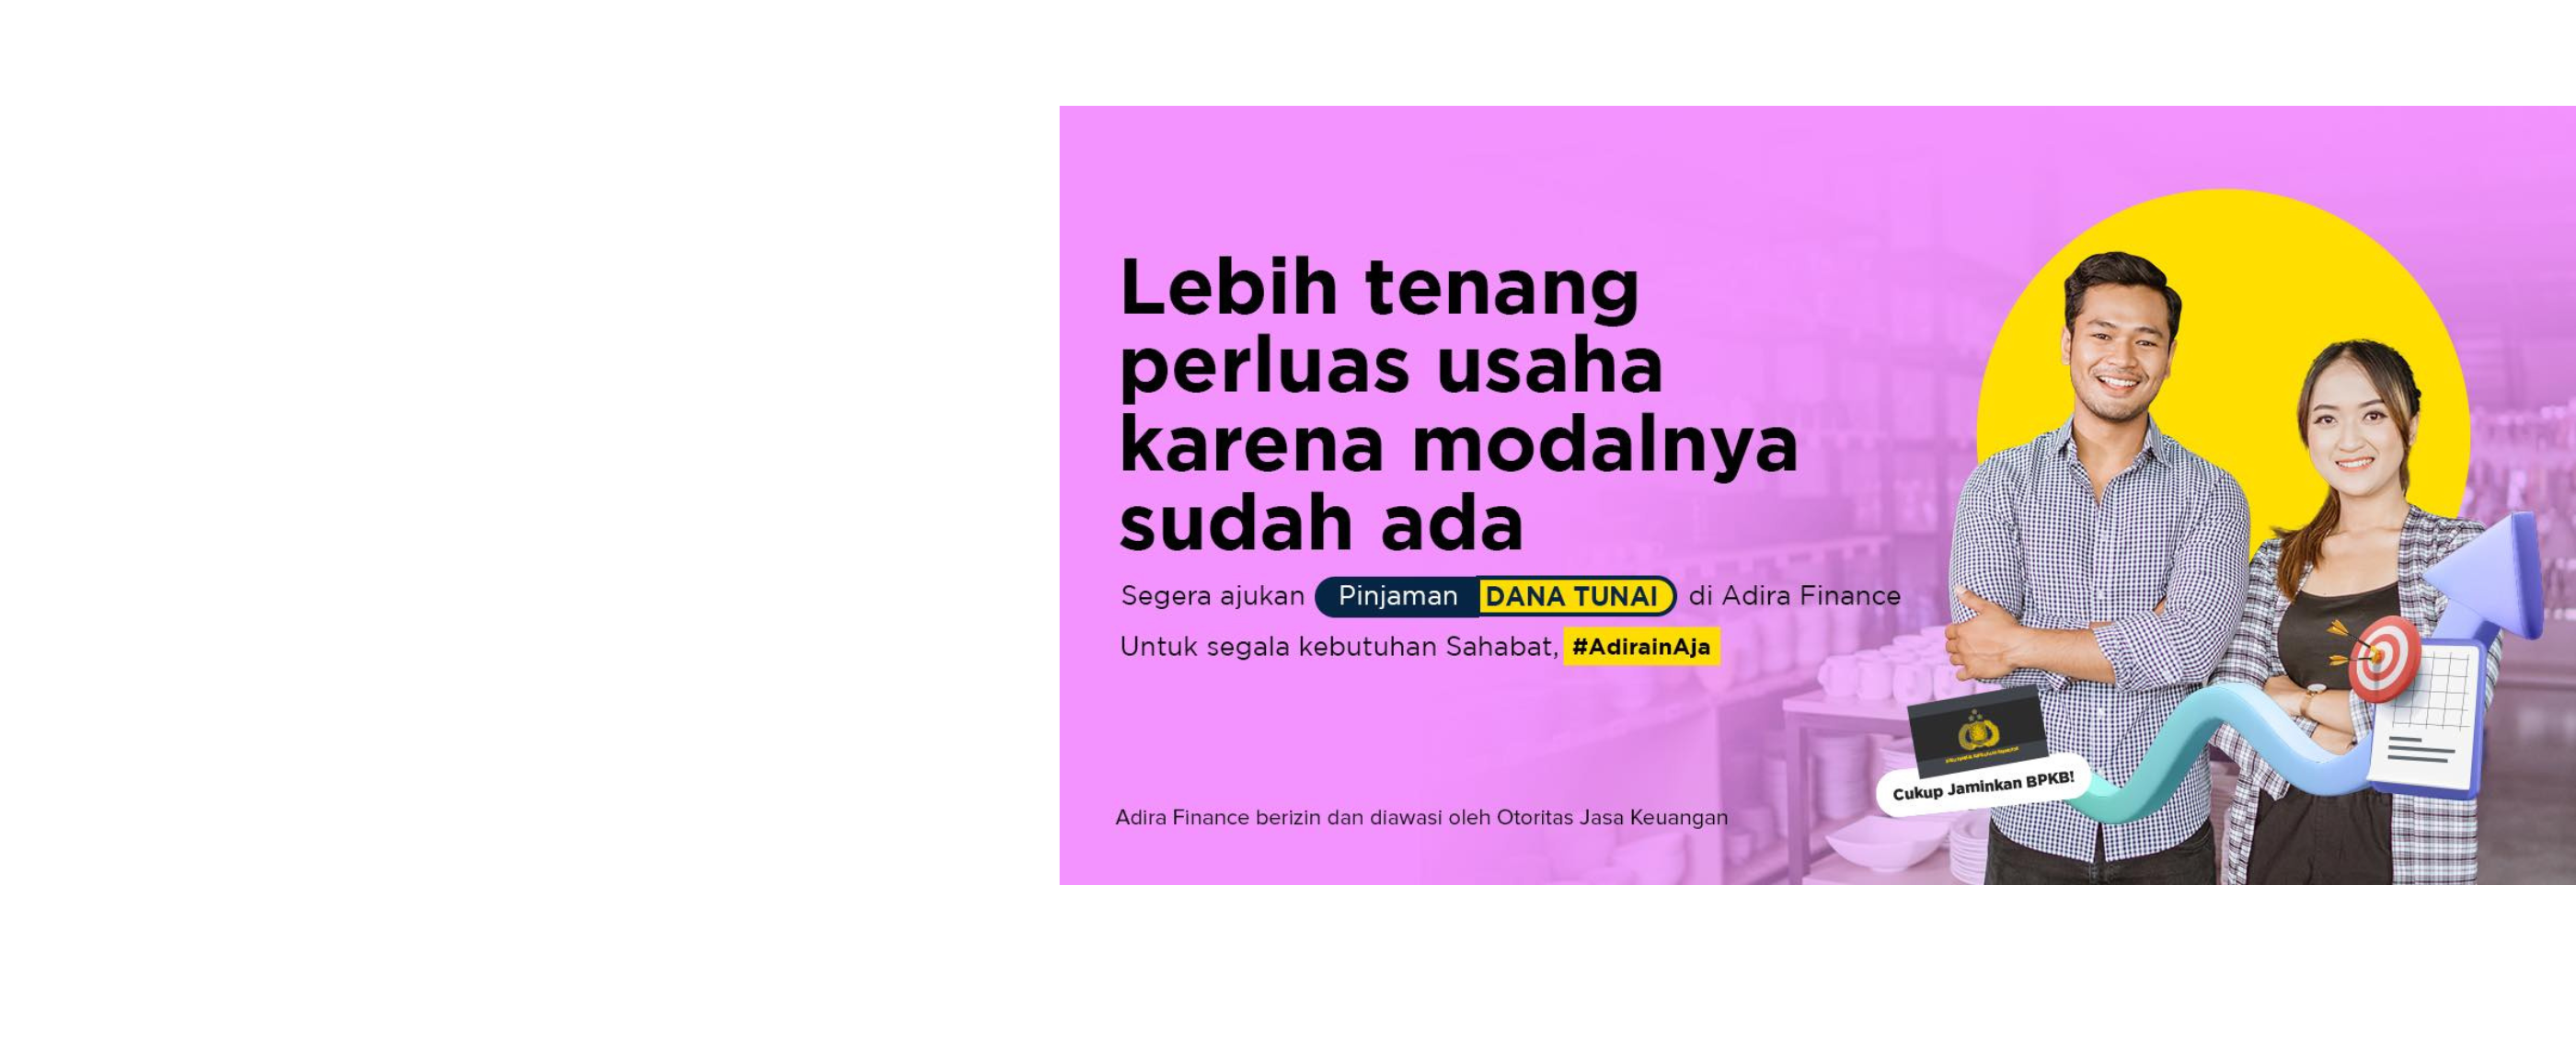 Lebih tenang
perluas usaha
karena modalnya
sudah ada
Segera ajukan Pinjaman DANA TUNAI di Adira Finance
Untuk segala kebutuhan Sahabat, #AdirainAja
Cukup Jaminkan BPKB!
Adira Finance berizin dan diawasi oleh Otoritas Jasa Keuangan